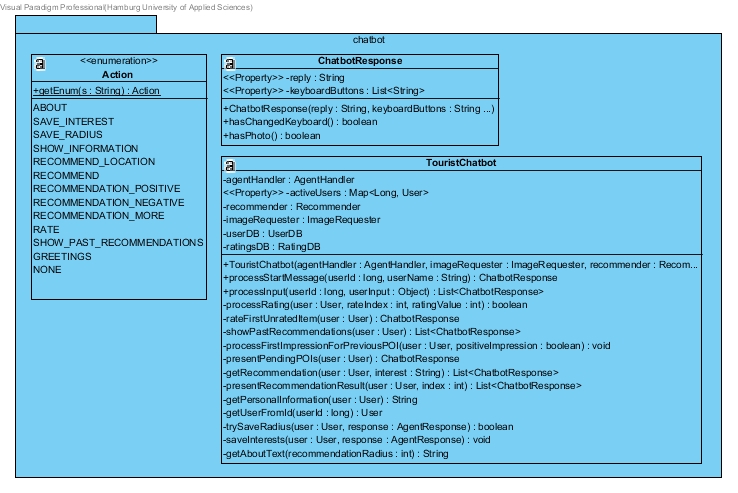 Visual Paradigm Professional(Hamburg University of Applied Sciences)
chatbot
<<enumeration>>
Action
+getEnum(s : String) : Action
ABOUT
SAVE_INTEREST
SAVE_RADIUS
SHOW_INFORMATION
RECOMMEND_LOCATION
RECOMMEND
RECOMMENDATION_POSITIVE
RECOMMENDATION_NEGATIVE
RECOMMENDATION_MORE
RATE
SHOW_PAST_RECOMMENDATIONS
GREETINGS
NONE
ChatbotResponse
<<Property>> -reply : String
<<Property>> -keyboardButtons : List<String>
+ChatbotResponse(reply : String, keyboardButtons : String ...)
+hasChangedKeyboard() : boolean
+hasPhoto() : boolean
TouristChatbot
-agentHandler : AgentHandler
<<Property>> -activeUsers : Map<Long, User>
-recommender : Recommender
-imageRequester : ImageRequester
-userDB : UserDB
-ratingsDB : RatingDB
+TouristChatbot(agentHandler : AgentHandler, imageRequester : ImageRequester, recommender : Recom...
+processStartMessage(userId : long, userName : String) : ChatbotResponse
+processInput(userId : long, userInput : Object) : List<ChatbotResponse>
-processRating(user : User, rateIndex : int, ratingValue : int) : boolean
-rateFirstUnratedItem(user : User) : ChatbotResponse
-showPastRecommendations(user : User) : List<ChatbotResponse>
-processFirstImpressionForPreviousPOI(user : User, positiveImpression : boolean) : void
-presentPendingPOIs(user : User) : ChatbotResponse
-getRecommendation(user : User, interest : String) : List<ChatbotResponse>
-presentRecommendationResult(user : User, index : int) : List<ChatbotResponse>
-getPersonalInformation(user : User) : String
-getUserFromId(userId : long) : User
-trySaveRadius(user : User, response : AgentResponse) : boolean
-saveInterests(user : User, response : AgentResponse) : void
-getAboutText(recommendationRadius : int) : String